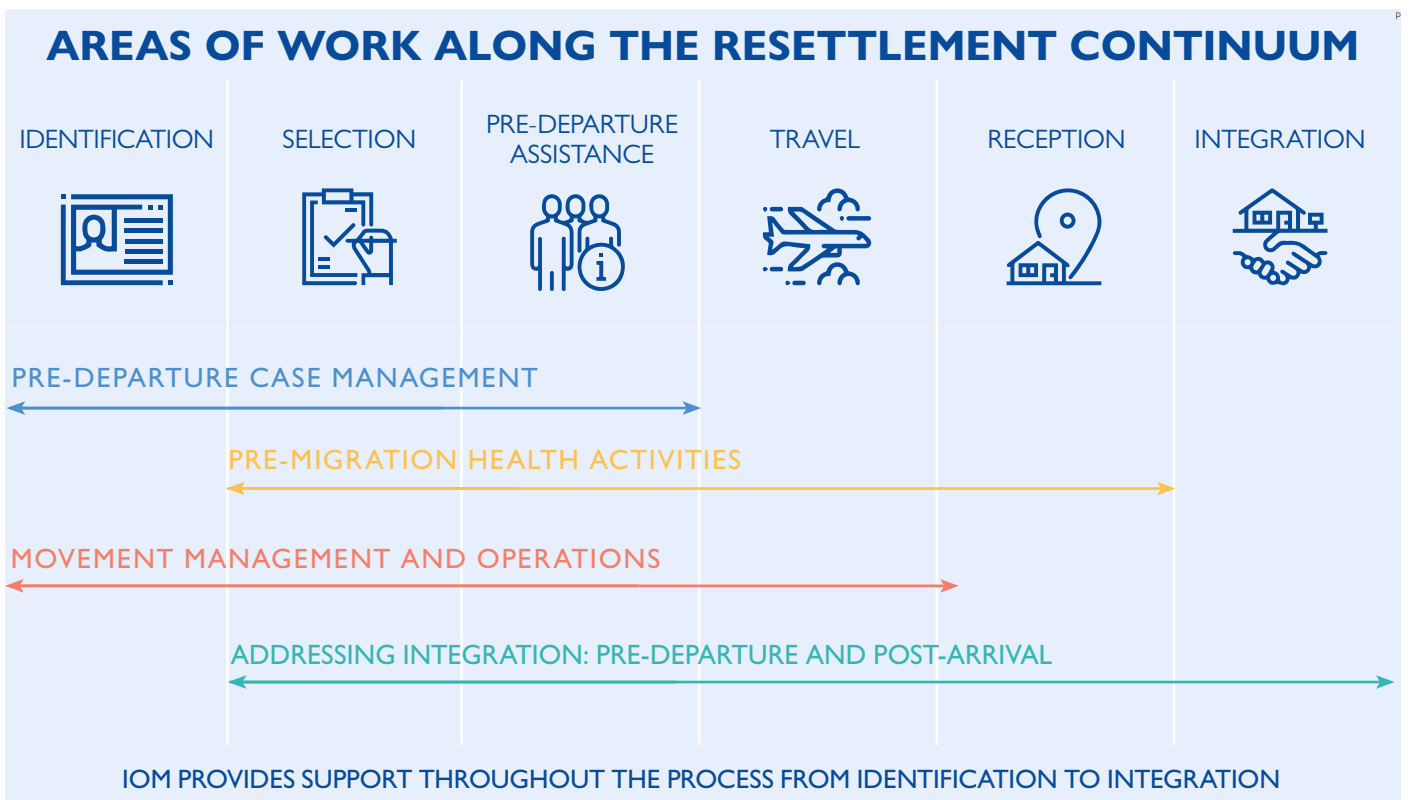 P
AREAS OF WORK ALONG THE RESETTLEMENT CONTINUUM
IDENTIFICATION
SELECTION
PRE-DEPARTURE
ASSISTANCE
TRAVEL
RECEPTION
INTEGRATION
i
PRE-DEPARTURE CASE MANAGEMENT
PRE-MIGRATION HEALTH ACTIVITIES
MOVEMENT MANAGEMENT AND OPERATIONS
ADDRESSING INTEGRATION: PRE-DEPARTURE AND POST-ARRIVAL
IOM PROVIDES SUPPORT THROUGHOUT THE PROCESS FROM IDENTIFICATION TO INTEGRATION